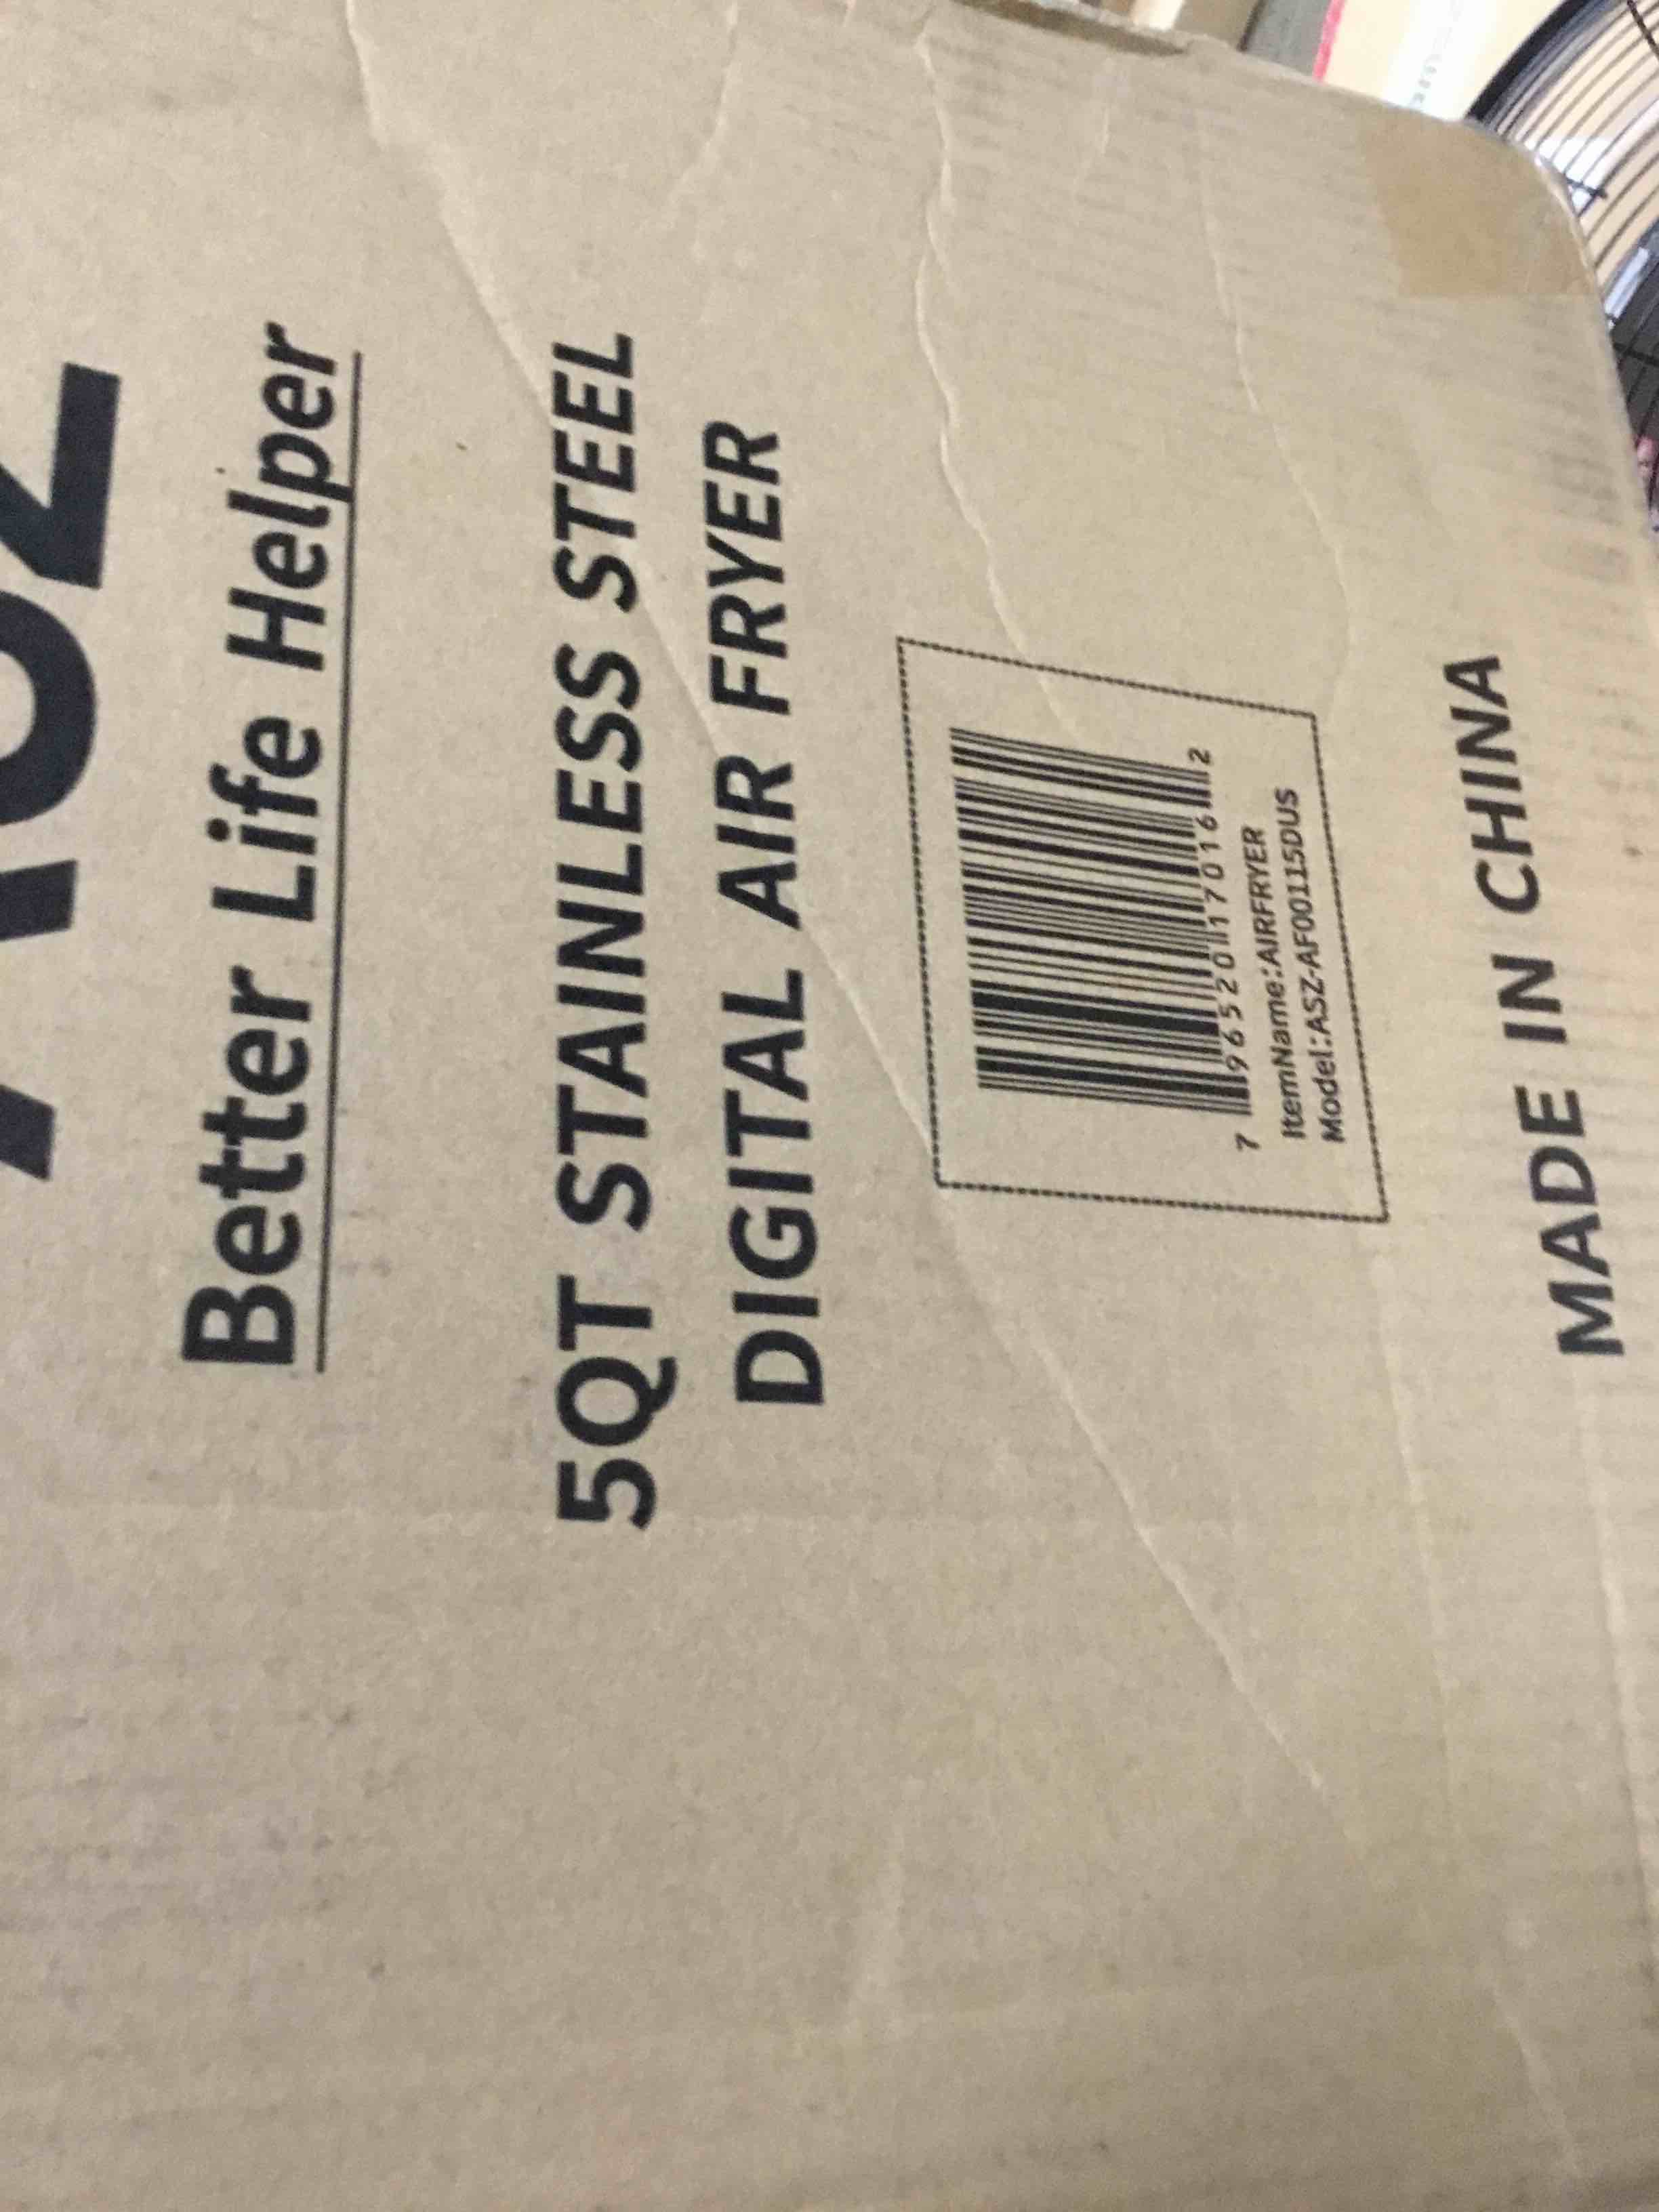 Better Life Helper
5QT STAINLESS STEEL
DIGITAL AIR FRYER
7 96520 17016 2
ItemName:AIRFRYER
Model:ASZ-AF00115DUS
MADE IN CHINA